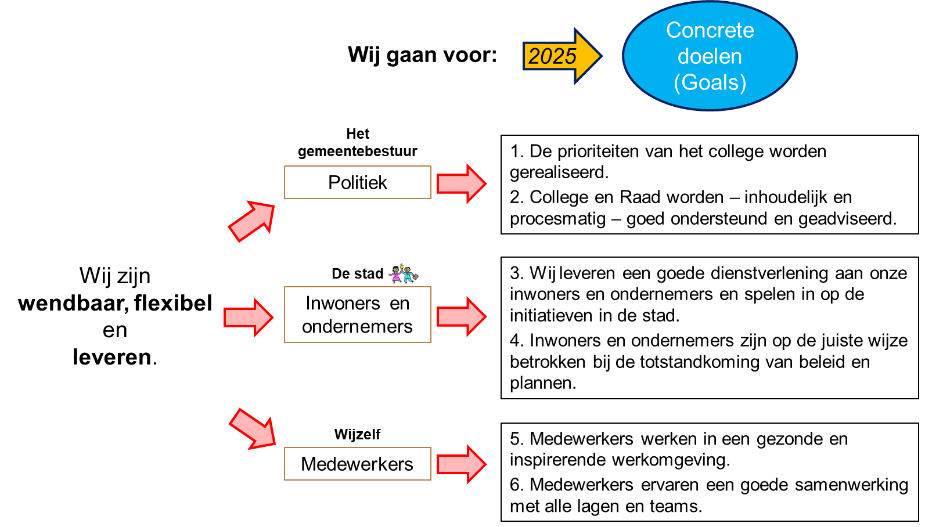 Wij gaan voor:
2025
Concrete
doelen
(Goals)
Wij zijn
wendbaar, flexibel
en
leveren.
Het
gemeentebestuur
Politiek
1. De prioriteiten van het college worden
gerealiseerd.
2. College en Raad worden – inhoudelijk en
procesmatig – goed ondersteund en geadviseerd.
De stad
Inwoners en
ondernemers
3. Wij leveren een goede dienstverlening aan onze
inwoners en ondernemers en spelen in op de
initiatieven in de stad.
4. Inwoners en ondernemers zijn op de juiste wijze
betrokken bij de totstandkoming van beleid en
plannen.
Wijzelf
Medewerkers
5. Medewerkers werken in een gezonde en
inspirerende werkomgeving.
6. Medewerkers ervaren een goede samenwerking
met alle lagen en teams.